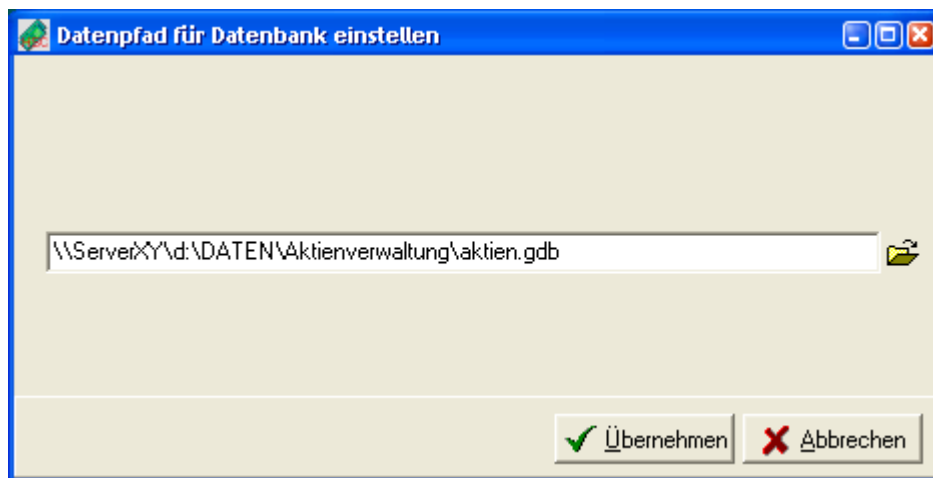 Datenpfad für Datenbank einstellen
\\ServerXY\d:\DATEN\Aktienverwaltung\aktien.gdb
Übernehmen
Abbrechen